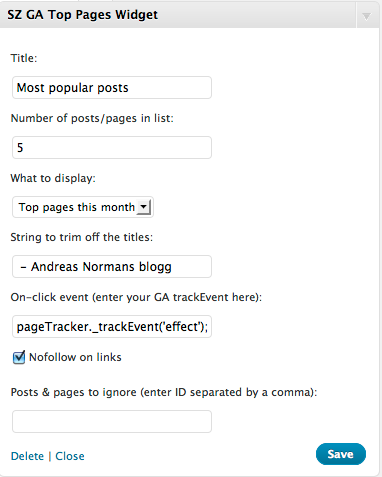 SZ GA Top Pages Widget
Title:
Most popular posts
Number of posts/pages in list:
5
What to display:
Top pages this month
String to trim off the titles:
– Andreas Normans blogg
On-click event (enter your GA trackEvent here):
pageTracker._trackEvent('effect');
Nofollow on links
Posts & pages to ignore (enter ID separated by a comma):
Delete | Close
Save